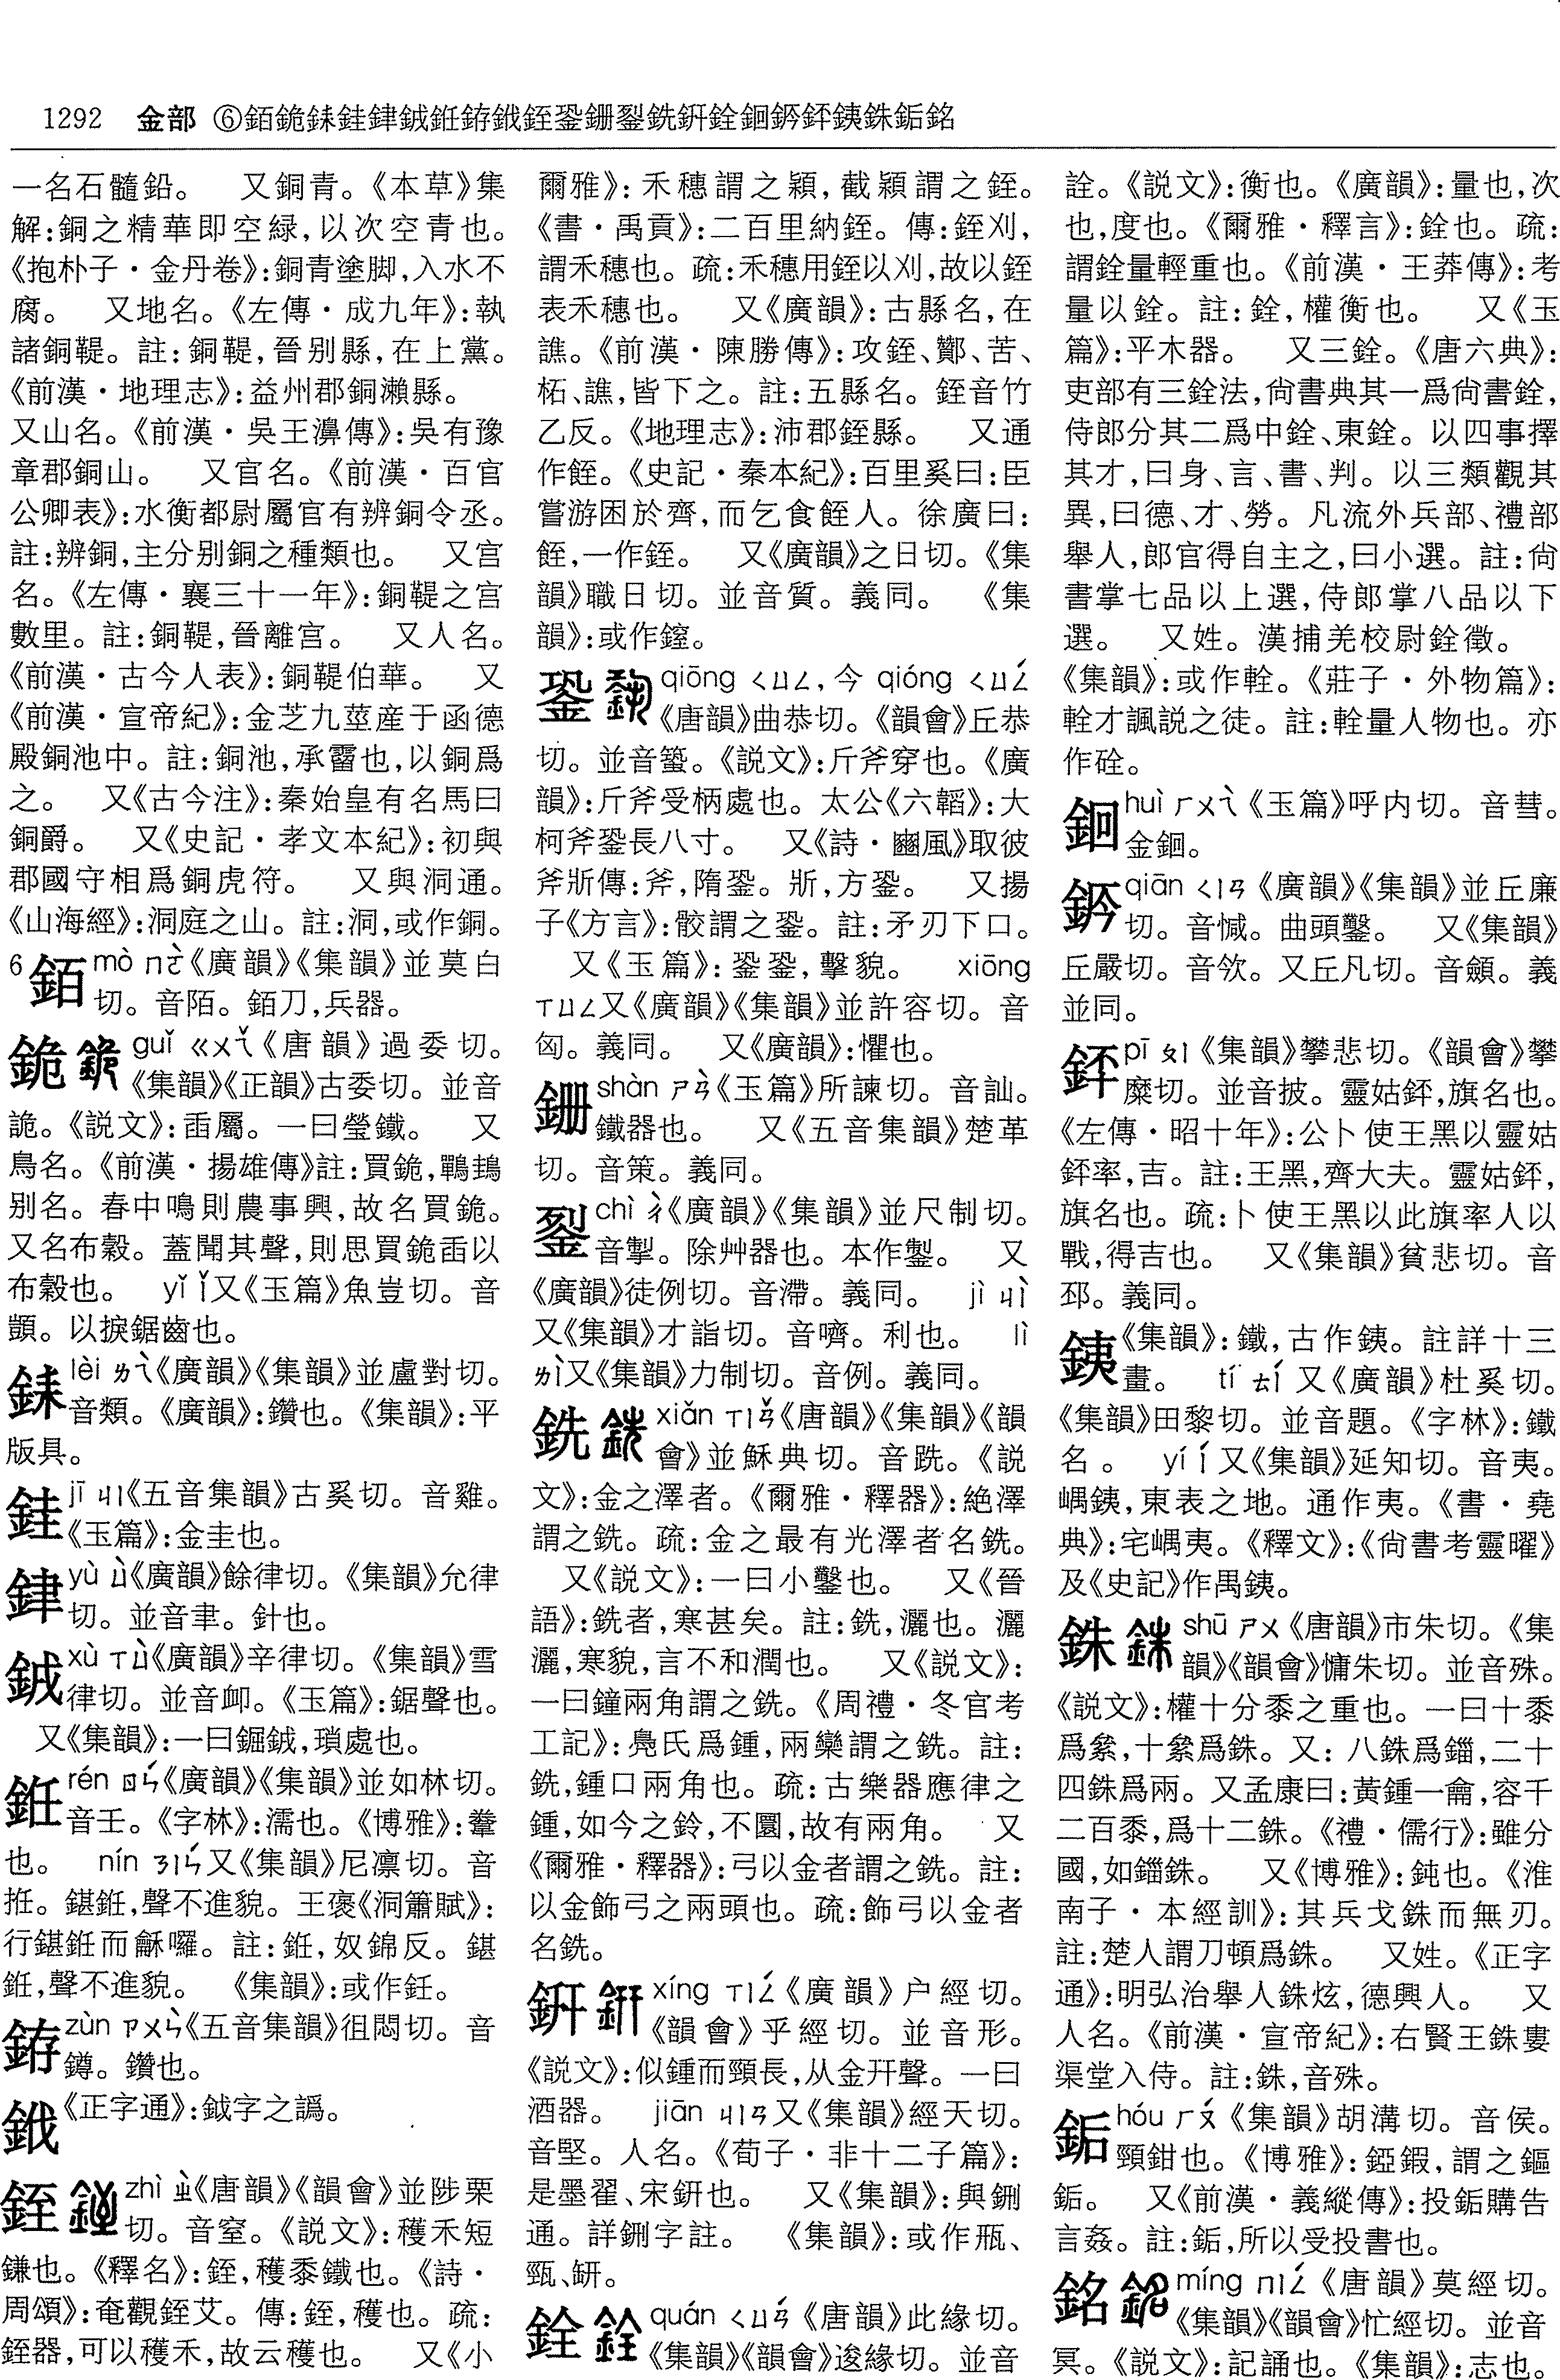 1292 金部 ⑥銆銫銇銈銉鉞銋銌鋨銍銎銏銐銑銒銓銔䥆鈈銕銖銗銘
一名石髓鉛。 又銅青。《本草》集
解:銅之精華即空緑,以次空青也。
《抱朴子·金丹卷》:銅青塗脚,入水不
腐。 又地名。《左傳·成九年》:執
諸銅鞮。註:銅鞮,晉别縣,在上黨。
《前漢·地理志》:益州郡銅瀨縣。
又山名。《前漢·吳王濞傳》:吳有豫
章郡銅山。 又官名。《前漢·百官
公卿表》:水衡都尉屬官有辨銅令丞。
註:辨銅,主分别銅之種類也。 又宫
名。《左傳·襄三十一年》:銅鞮之宫
數里。註:銅鞮,晉離宫。 又人名。
《前漢·古今人表》:銅鞮伯華。 又
《前漢·宣帝紀》:金芝九莖産于函德
殿銅池中。註:銅池,承霤也,以銅爲
之。 又《古今注》:秦始皇有名馬曰
銅爵。 又《史記·孝文本紀》:初與
郡國守相爲銅虎符。 又與洞通。
《山海經》:洞庭之山。註:洞,或作銅。
6 銆 mò ㄇㄛˋ《廣韻》《集韻》並莫白
切。音陌。銆刀,兵器。
鮠 guǐ ㄍㄨㄟˇ《唐韻》過委切。
《集韻》《正韻》古委切。並音
詭。《説文》:臿屬。一曰瑩鐵。 又
鳥名。《前漢·揚雄傳》註:買鉇,鶗鴂
别名。春中鳴則農事興,故名買鉇。
又名布穀。蓋聞其聲,則思買鉇臿以
布穀也。 yǐ ㄧˇ又《玉篇》魚豈切。音
顗。以捩鋸齒也。
銇 lèi ㄌㄟˋ《廣韻》《集韻》並盧對切。
音類。《廣韻》:鑽也。《集韻》:平
版具。
銈 jī ㄐㄧ《五音集韻》古奚切。音雞。
《玉篇》:金圭也。
銉 yù ㄩˋ《廣韻》餘律切。《集韻》允律
切。並音聿。針也。
銊 xù ㄒㄩˋ《廣韻》辛律切。《集韻》雪
律切。並音卹。《玉篇》:鋸聲也。
又《集韻》:一曰鋸銊,瑣處也。
銋 rén ㄖㄣˊ《廣韻》《集韻》並如林切。
音壬。《字林》:濡也。《博雅》:韏
也。 nín ㄋㄧㄣˊ又《集韻》尼凛切。音
拰。鍖銋,聲不進貌。王褒《洞簫賦》:
行鍖銋而龢囉。註:銋,奴錦反。鍖
銋,聲不進貌。 《集韻》:或作鈓。
銌 zùn ㄗㄨㄣˋ《五音集韻》徂悶切。音
鐏。鑽也。
《正字通》:鉞字之譌。
銍 zhì ㄓˋ《唐韻》《韻會》並陟栗
切。音窒。《説文》:穫禾短
鎌也。《釋名》:銍,穫黍鐵也。《詩·
周頌》:奄觀銍艾。傳:銍,穫也。疏:
銍器,可以穫禾,故云穫也。 又《小
爾雅》:禾穗謂之穎,截穎謂之銍。
《書·禹貢》:二百里納銍。傳:銍刈,
謂禾穗也。疏:禾穗用銍以刈,故以銍
表禾穗也。 又《廣韻》:古縣名,在
譙。《前漢·陳勝傳》:攻銍、酇、苦、
柘、譙,皆下之。註:五縣名。銍音竹
乙反。《地理志》:沛郡銍縣。 又通
作餁。《史記·秦本紀》:百里奚曰:臣
嘗游困於齊,而乞食銍人。徐廣曰:
銍,一作銍。 又《廣韻》之日切。《集
韻》職日切。並音質。義同。 《集
韻》:或作鏗。
銎 qiōng ㄑㄩㄥ,今 qióng ㄑㄩㄥˊ
《唐韻》曲恭切。《韻會》丘恭
切。並音蛩。《説文》:斤斧穿也。《廣
韻》:斤斧受柄處也。太公《六韜》:大
柯斧銎長八寸。 又《詩·豳風》取彼
斧斨傳:斧,隋銎。斨,方銎。 又揚
子《方言》:骹謂之銎。註:矛刃下口。
又《玉篇》:銎銎,擊貌。 xiōng
ㄒㄩㄥ又《廣韻》《集韻》並許容切。音
匈。義同。 又《廣韻》:懼也。
銏 shàn ㄕㄢˋ《玉篇》所諫切。音訕。
鐵器也。 又《五音集韻》楚革
切。音策。義同。
銐 chì ㄔˋ《廣韻》《集韻》並尺制切。
音掣。除艸器也。本作鋫。 又
《廣韻》徒例切。音滯。義同。 jì ㄐㄧˋ
又《集韻》才詣切。音嚌。利也。 lì
ㄌㄧˋ又《集韻》力制切。音例。義同。
銑 xiǎn ㄒㄧㄢˇ《唐韻》《集韻》《韻
會》並穌典切。音跣。《説
文》:金之澤者。《爾雅·釋器》:絶澤
謂之銑。疏:金之最有光澤者名銑。
又《説文》:一曰小鑿也。 又《晉
語》:銑者,寒甚矣。註:銑,灑也。灑
灑,寒貌,言不和潤也。 又《説文》:
一曰鐘兩角謂之銑。《周禮·冬官考
工記》:鳧氏爲鍾,兩欒謂之銑。註:
銑,鍾口兩角也。疏:古樂器應律之
鍾,如今之鈴,不圜,故有兩角。 又
《爾雅·釋器》:弓以金者謂之銑。註:
以金飾弓之兩頭也。疏:飾弓以金者
名銑。
銒 xíng ㄒㄧㄥˊ《廣韻》户經切。
《韻會》乎經切。並音形。
《説文》:似鍾而頸長,从金幵聲。一曰
酒器。 jiān ㄐㄧㄢ又《集韻》經天切。
音堅。人名。《荀子·非十二子篇》:
是墨翟、宋銒也。 又《集韻》:與鉶
通。詳鉶字註。 《集韻》:或作瓶、
甄、缾。
銓 quán ㄑㄩㄢˊ《唐韻》此緣切。
《集韻》《韻會》逡緣切。並音
詮。《説文》:衡也。《廣韻》:量也,次
也,度也。《爾雅·釋言》:銓也。疏:
謂銓量輕重也。《前漢·王莽傳》:考
量以銓。註:銓,權衡也。 又《玉
篇》:平木器。 又三銓。《唐六典》:
吏部有三銓法,尙書典其一爲尙書銓,
侍郎分其二爲中銓、東銓。以四事擇
其才,曰身、言、書、判。以三類觀其
異,曰德、才、勞。凡流外兵部、禮部
舉人,郎官得自主之,曰小選。註:尙
書掌七品以上選,侍郎掌八品以下
選。 又姓。漢捕羌校尉銓徵。
《集韻》:或作輇。《莊子·外物篇》:
輇才諷説之徒。註:輇量人物也。亦
作硂。
銔 huì ㄏㄨㄟˋ《玉篇》呼内切。音彗。
金銔。
qiān ㄑㄧㄢ《廣韻》《集韻》並丘廉
切。音㦂。曲頭鑿。 又《集韻》
丘嚴切。音欦。又丘凡切。音顩。義
並同。
鉟 pī ㄆㄧ《集韻》攀悲切。《韻會》攀
糜切。並音披。靈姑鉟,旗名也。
《左傳·昭十年》:公卜使王黑以靈姑
鉟率,吉。註:王黑,齊大夫。靈姑鉟,
旗名也。疏:卜使王黑以此旗率人以
戰,得吉也。 又《集韻》貧悲切。音
邳。義同。
銕《集韻》:鐵,古作銕。註詳十三
畫。 tí ㄊㄧˊ 又《廣韻》杜奚切。
《集韻》田黎切。並音題。《字林》:鐵
名。 yí ㄧˊ又《集韻》延知切。音夷。
嵎銕,東表之地。通作夷。《書·堯
典》:宅嵎夷。《釋文》:《尙書考靈曜》
及《史記》作禺銕。
銖 shū ㄕㄨ《唐韻》市朱切。《集
韻》《韻會》慵朱切。並音殊。
《説文》:權十分黍之重也。一曰十黍
爲絫,十絫爲銖。又: 八銖爲錙,二十
四銖爲兩。又孟康曰:黃鍾一龠,容千
二百黍,爲十二銖。《禮·儒行》:雖分
國,如錙銖。 又《博雅》:鈍也。《淮
南子·本經訓》:其兵戈銖而無刃。
註:楚人謂刀頓爲銖。 又姓。《正字
通》:明弘治舉人銖炫,德興人。 又
人名。《前漢·宣帝紀》:右賢王銖婁
渠堂入侍。註:銖,音殊。
銗 hóu ㄏㄡˊ《集韻》胡溝切。音侯。
頸鉗也。《博雅》:錏鍜,謂之鏂
銗。 又《前漢·義縱傳》:投銗購告
言姦。註:銗,所以受投書也。
銘 míng ㄇㄧㄥˊ《唐韻》莫經切。
《集韻》《韻會》忙經切。並音
冥。《説文》:記誦也。《集韻》:志也。